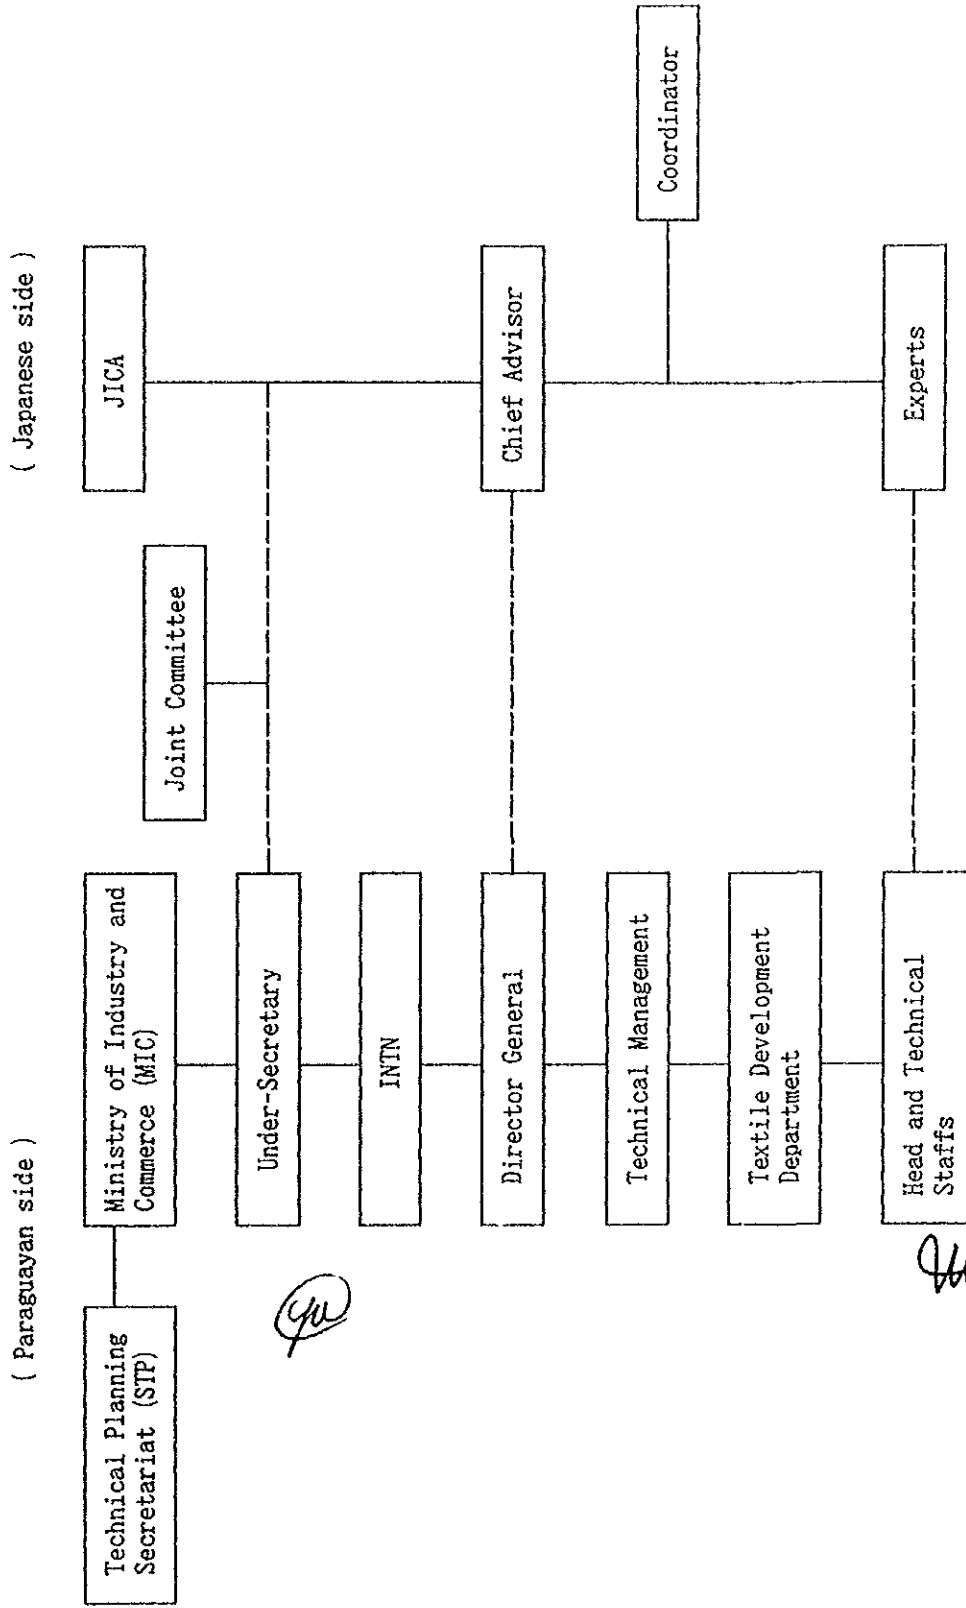 ( Paraguayan side )
( Japanese side )
Technical Planning
Secretariat (STP)
Ministry of Industry and
Commerce (MIC)
JICA
Joint Committee
Under-Secretary
INTN
Director General
Chief Advisor
Technical Management
Coordinator
Textile Development
Department
Head and Technical
Staffs
Experts